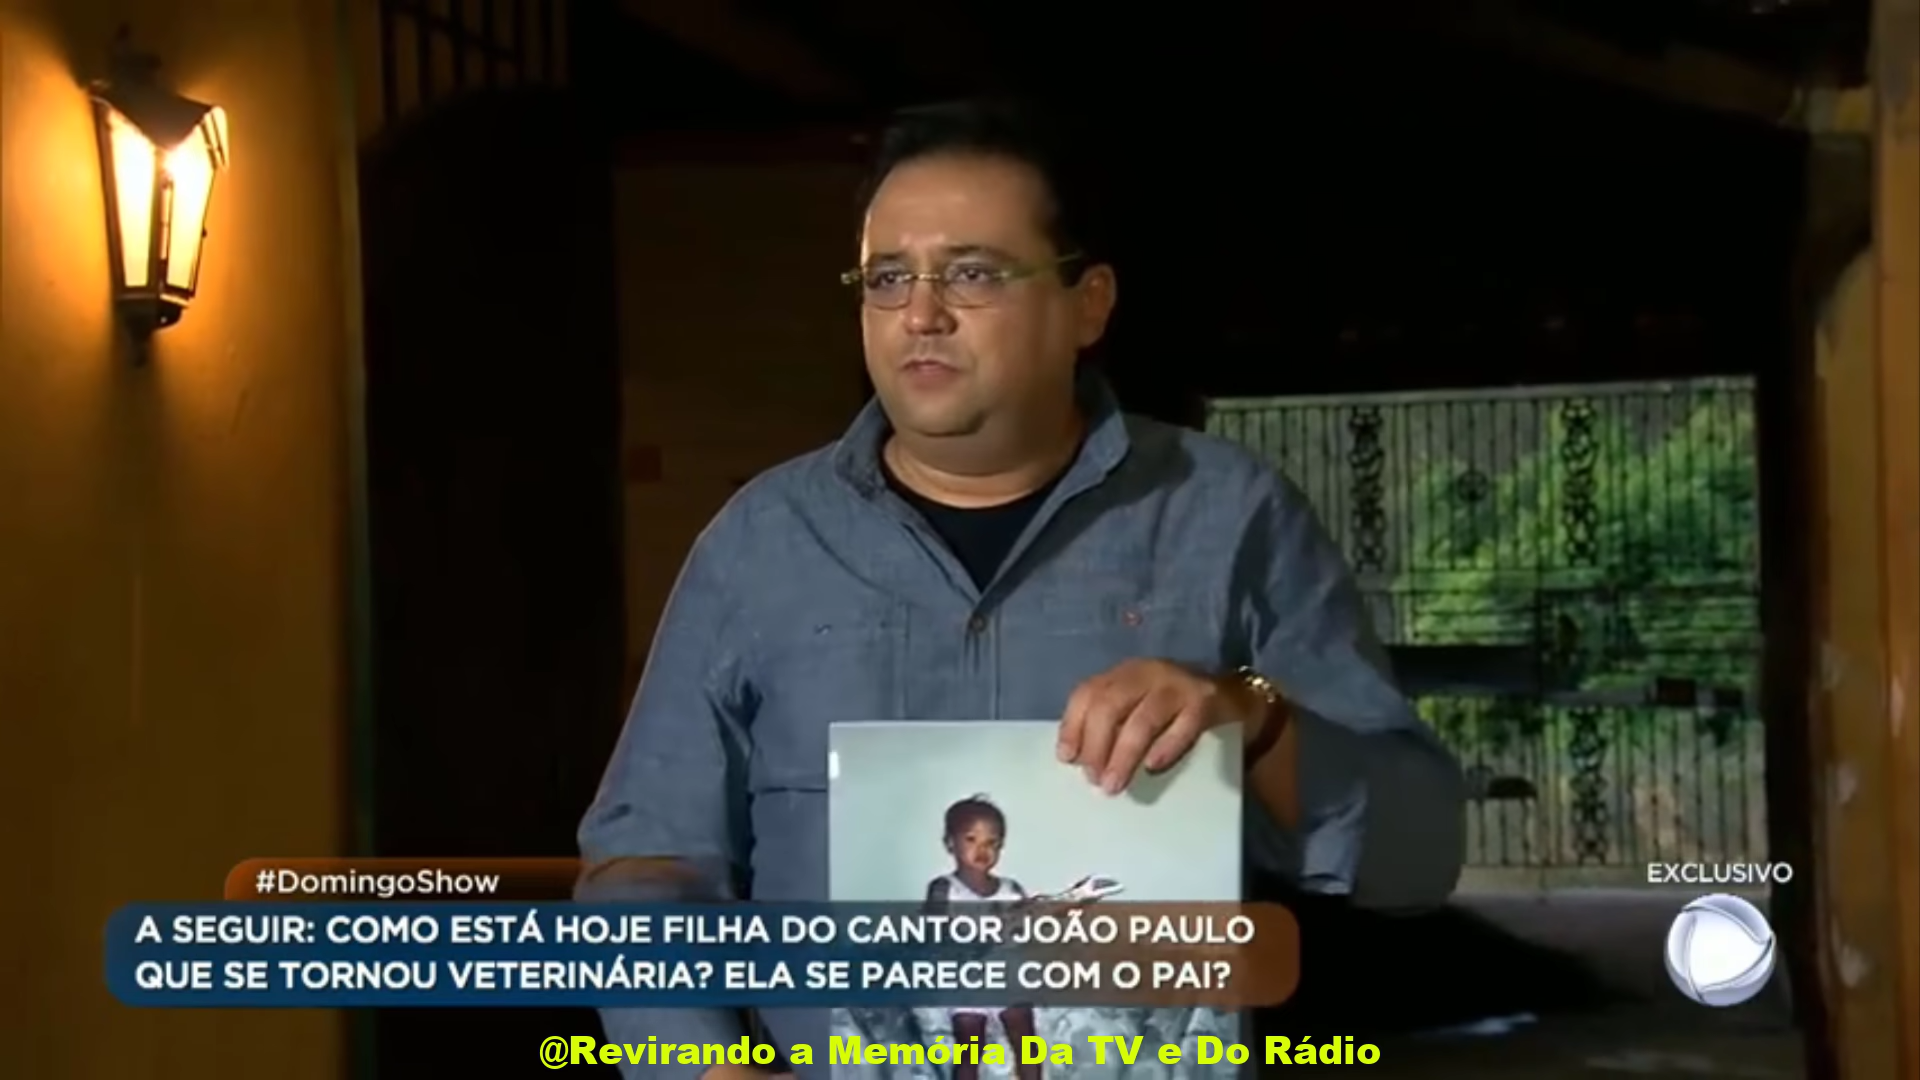 #DomingoShow
A SEGUIR: COMO ESTÁ HOJE FILHA DO CANTOR JOÃO PAULO
QUE SE TORNOU VETERINÁRIA? ELA SE PARECE COM O PAI?
EXCLUSIVO
@Revirando a Memória Da TV e Do Rádio